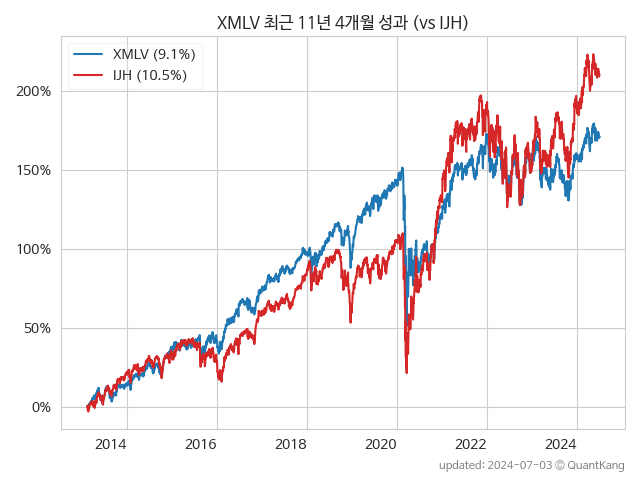 XMLV 최근 11년 4개월 성과 (vs IJH)
XMLV (9.1%)
IJH (10.5%)
200%
150%
100%
50%
0%
2014 2016 2018 2020 2022 2024
updated: 2024-07-03 © QuantKang